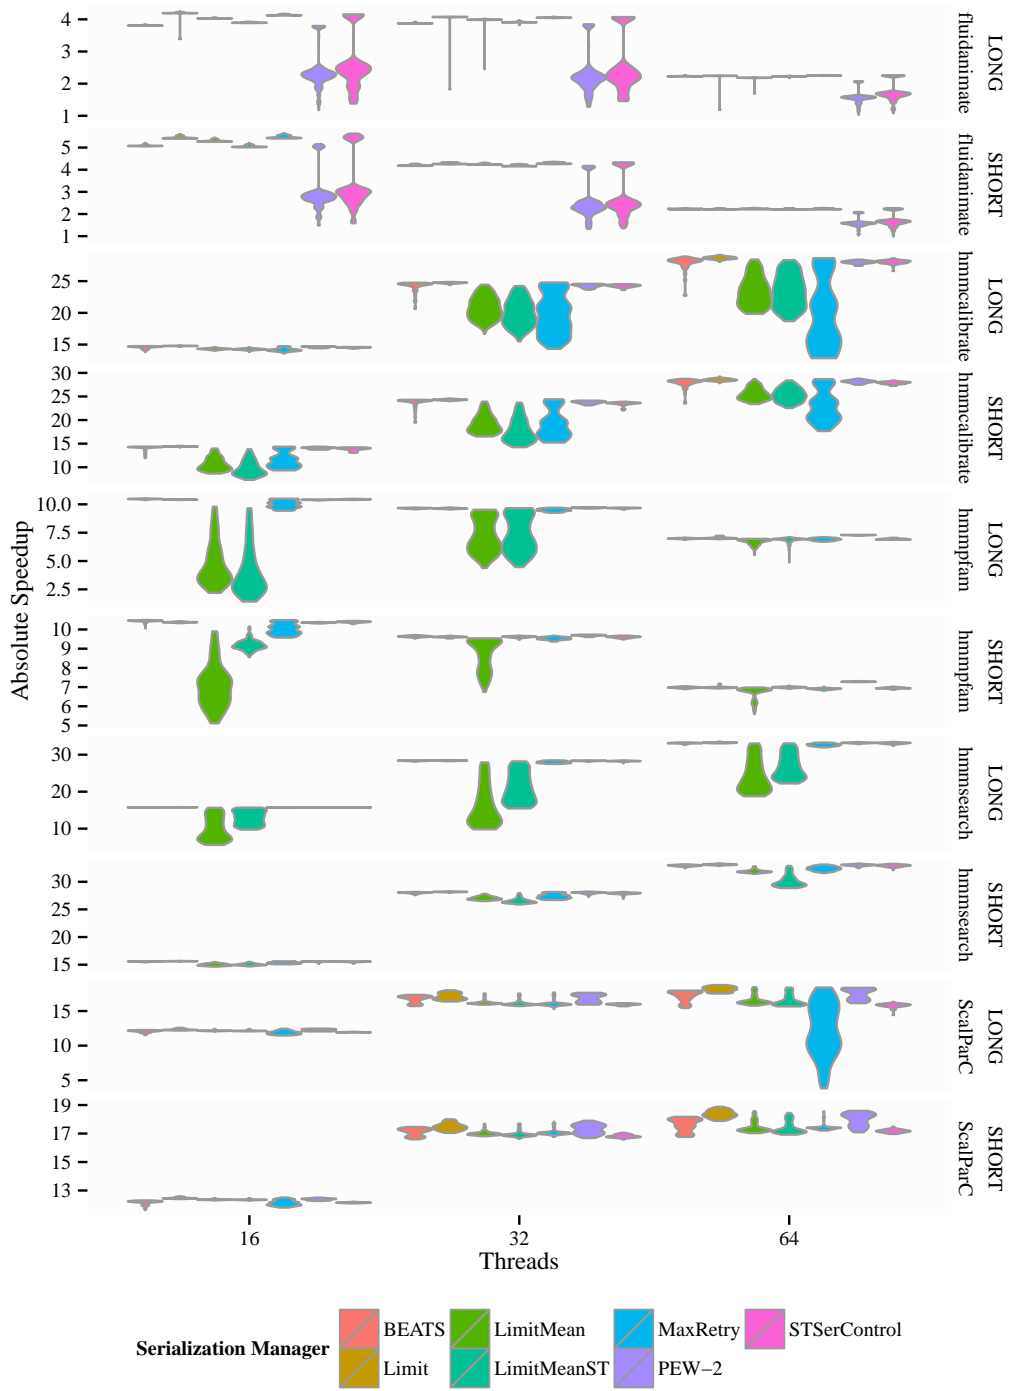 4
3
2
1
fluidanimate
LONG
5
4
3
2
1
fluidanimate
SHORT
25
20
15
hmmcalibrate
LONG
30
25
20
15
10
hmmcalibrate
SHORT
10.0
7.5
5.0
2.5
hmmpfam
LONG
10
9
8
7
6
5
hmmpfam
SHORT
30
20
10
hmmsearch
LONG
30
25
20
15
hmmsearch
SHORT
15
10
5
ScalParC
LONG
19
17
15
13
ScalParC
SHORT
Absolute Speedup
16 32 64
Threads
Serialization Manager
BEATS LimitMean MaxRetry STSerControl
Limit LimitMeanST PEW−2